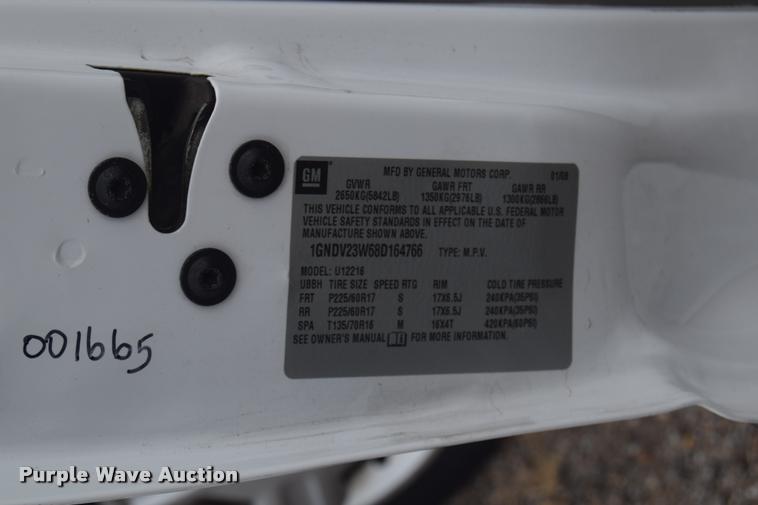 GM
MFD BY GENERAL MOTORS CORP. 01/08
GVWR GAWR FRT GAWR RR
2650KG(5842LB) 1350KG(2976LB) 1300KG(2866LB)
THIS VEHICLE CONFORMS TO ALL APPLICABLE U.S. FEDERAL MOTOR
VEHICLE SAFETY STANDARDS IN EFFECT ON THE DATE OF
MANUFACTURE SHOWN ABOVE.
1GNDV23W68D164766 TYPE: M.P.V.
MODEL: U12216
UBBH TIRE SIZE SPEED RTG RIM COLD TIRE PRESSURE
FRT P225/60R17 S 17X6.5J 240KPA(35PSI)
RR P225/60R17 S 17X6.5J 240KPA(35PSI)
SPA T135/70R16 M 16X4T 420KPA(60PSI)
SEE OWNER'S MANUAL FOR MORE INFORMATION.
001665
Purple Wave Auction